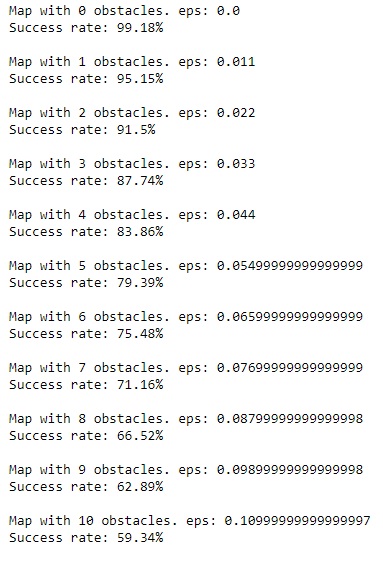 Map with 0 obstacles. eps: 0.0
Success rate: 99.18%
Map with 1 obstacles. eps: 0.011
Success rate: 95.15%
Map with 2 obstacles. eps: 0.022
Success rate: 91.5%
Map with 3 obstacles. eps: 0.033
Success rate: 87.74%
Map with 4 obstacles. eps: 0.044
Success rate: 83.86%
Map with 5 obstacles. eps: 0.05499999999999999
Success rate: 79.39%
Map with 6 obstacles. eps: 0.06599999999999999
Success rate: 75.48%
Map with 7 obstacles. eps: 0.07699999999999999
Success rate: 71.16%
Map with 8 obstacles. eps: 0.08799999999999998
Success rate: 66.52%
Map with 9 obstacles. eps: 0.09899999999999998
Success rate: 62.89%
Map with 10 obstacles. eps: 0.10999999999999997
Success rate: 59.34%